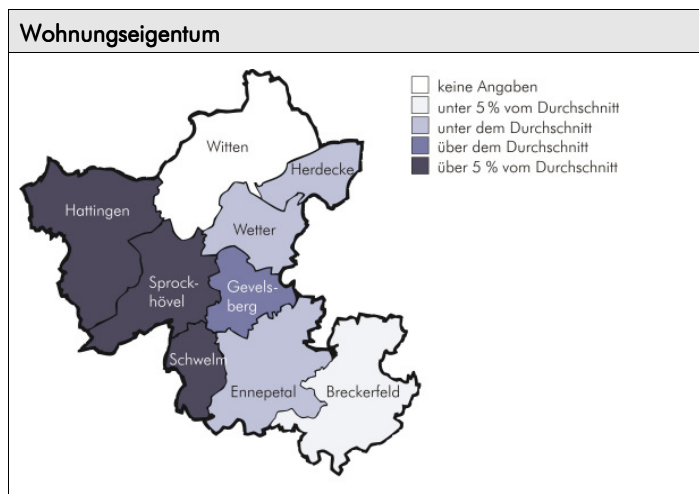 Wohnungseigentum
keine Angaben
unter 5 % vom Durchschnitt
unter dem Durchschnitt
über dem Durchschnitt
über 5 % vom Durchschnitt
Witten
Herdecke
Hattingen
Wetter
Sprock-
hövel
Gevels-
berg
Schwelm
Ennepetal
Breckerfeld